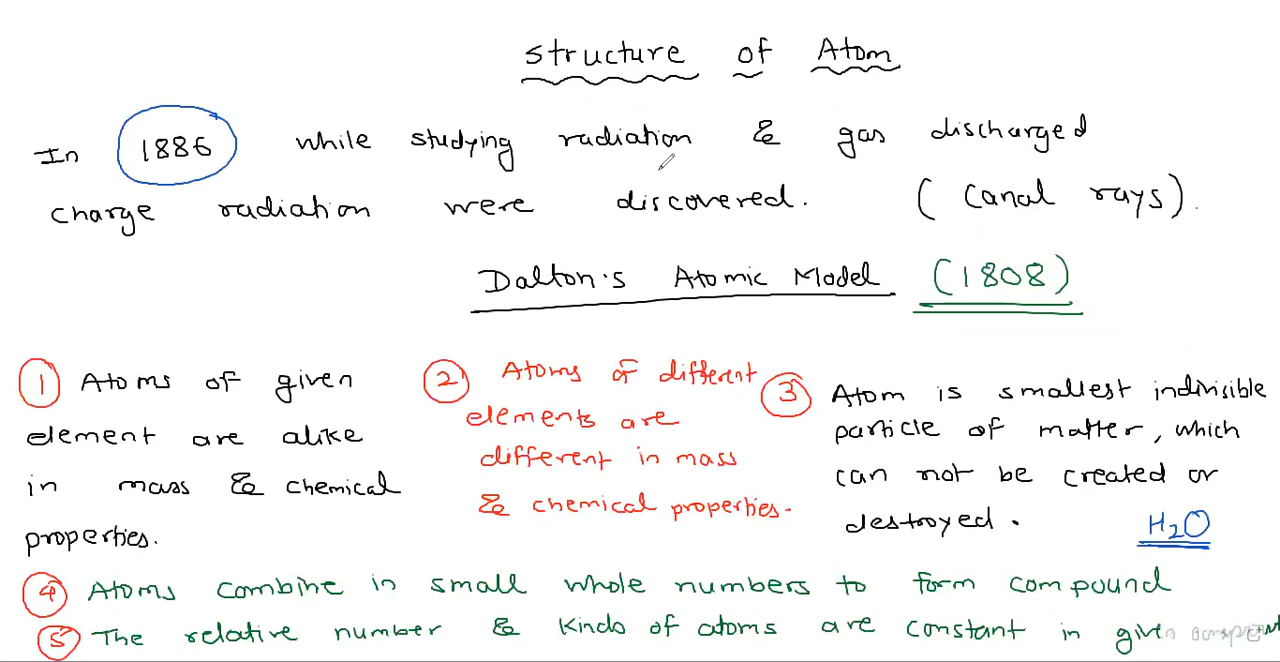 Structure of Atom
In 1886 while studying radiation & gas discharged
charge radiation were discovered. (Canal rays).
Dalton's Atomic Model (1808)
1 Atoms of given
element are alike
in mass & chemical
properties.
2 Atoms of different
elements are
different in mass
& chemical properties.
3 Atom is smallest indivisible
particle of matter, which
can not be created or
destroyed.
H₂O
4 Atoms combine in small whole numbers to form compound
5 The relative number & kinds of atoms are constant in given